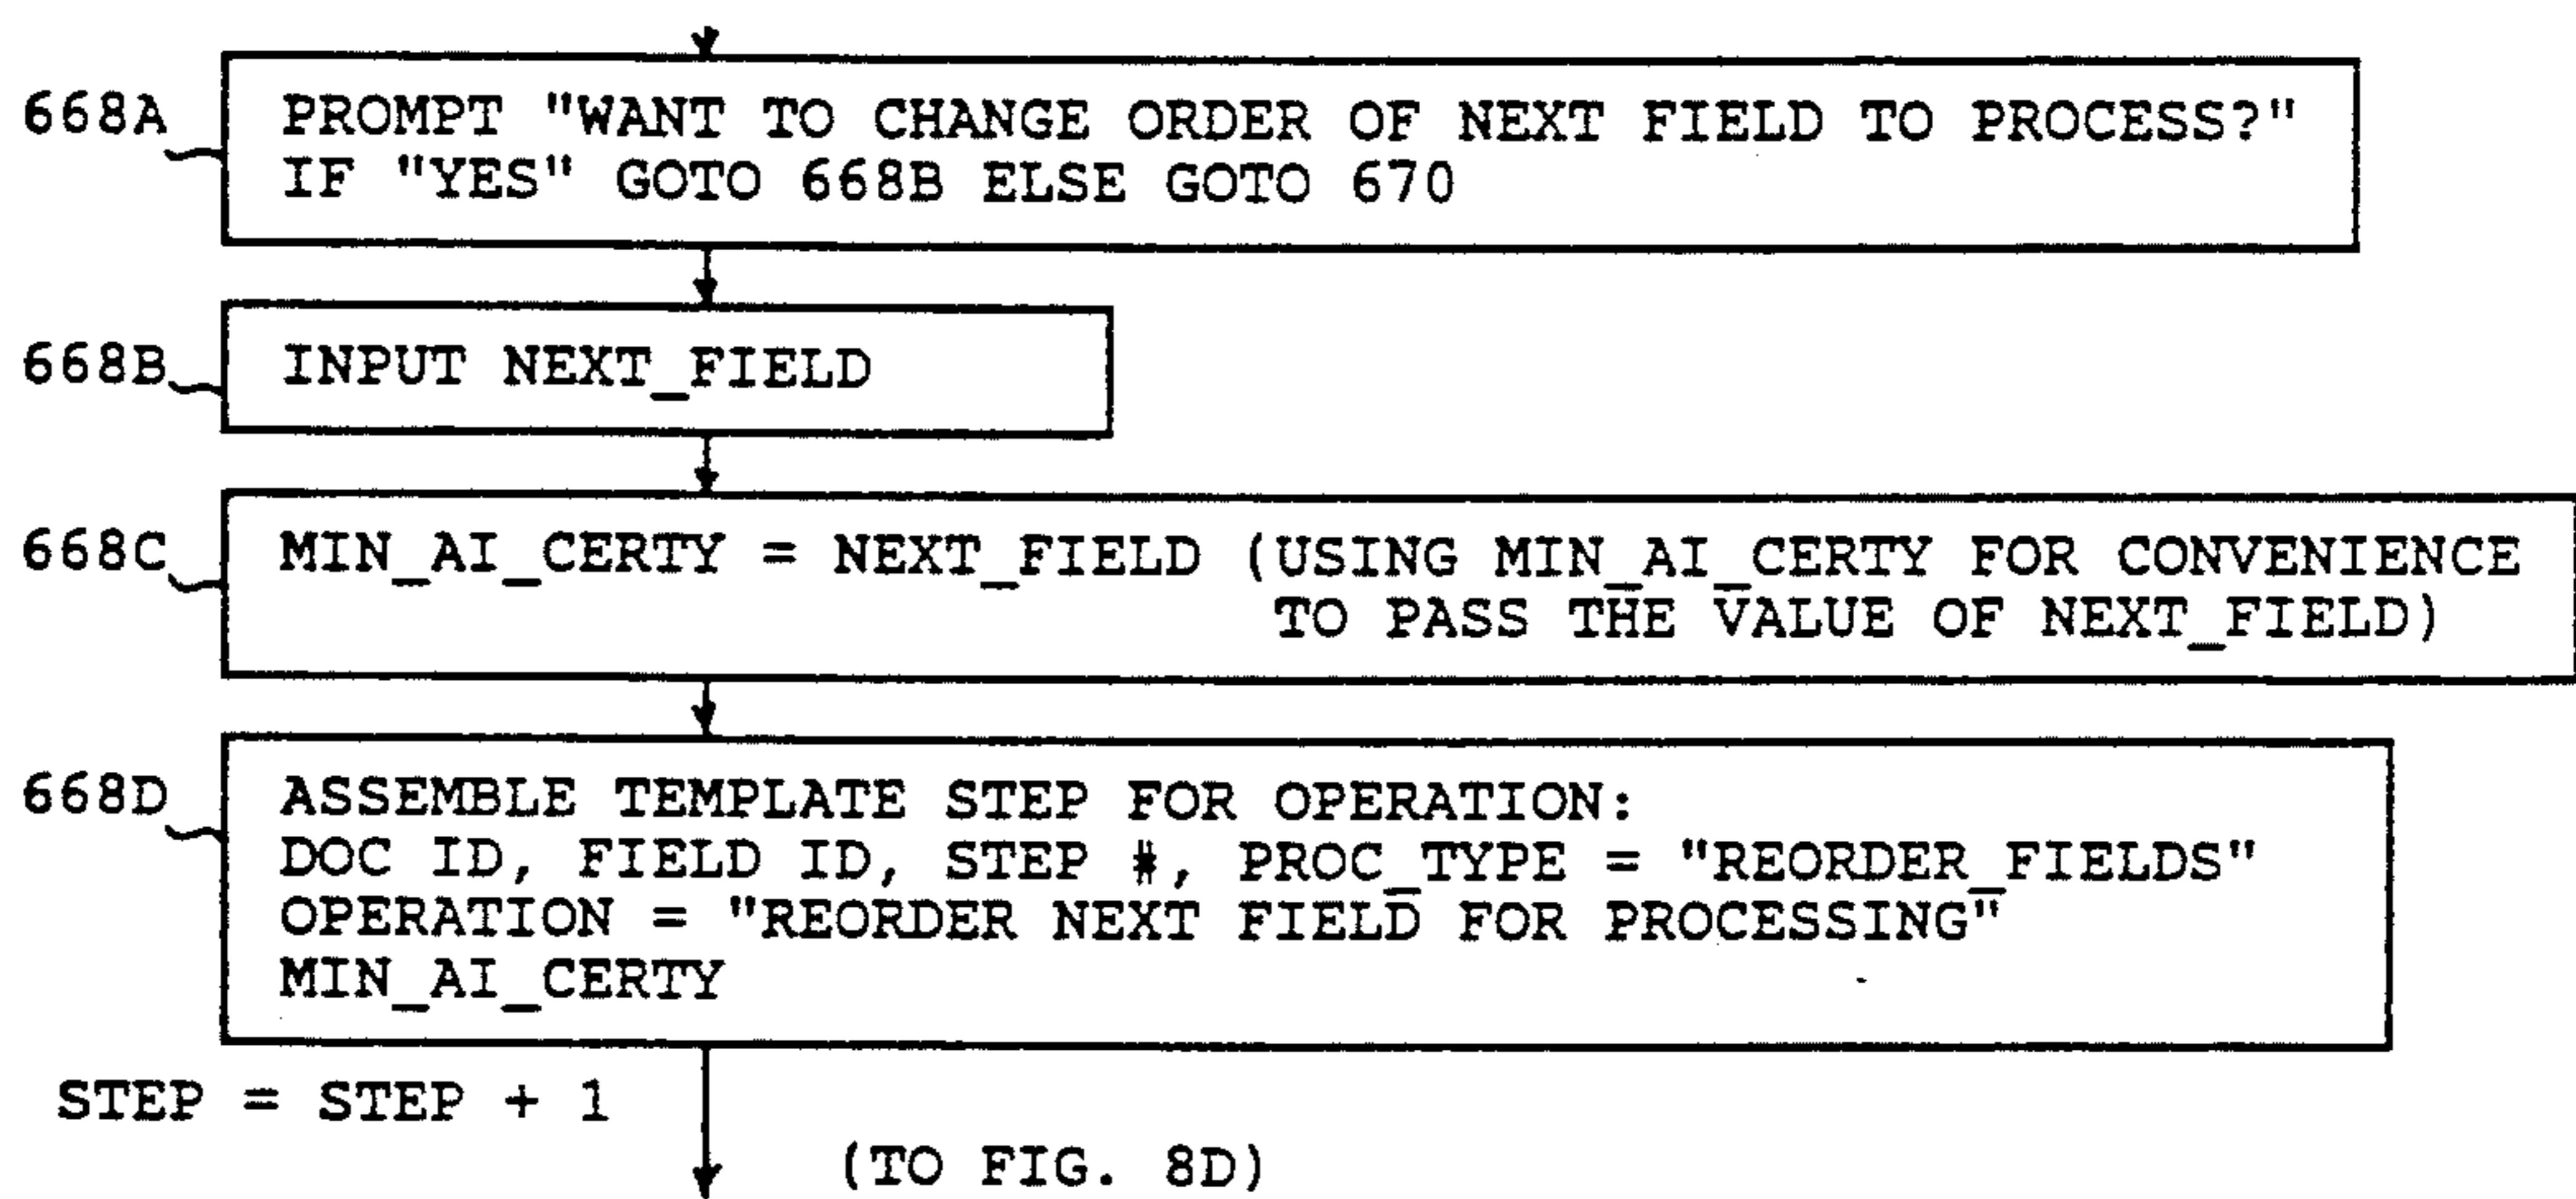 668A PROMPT "WANT TO CHANGE ORDER OF NEXT FIELD TO PROCESS?"
IF "YES" GOTO 668B ELSE GOTO 670
668B INPUT NEXT_FIELD
668C MIN_AI_CERTY = NEXT_FIELD (USING MIN_AI_CERTY FOR CONVENIENCE
TO PASS THE VALUE OF NEXT_FIELD)
668D ASSEMBLE TEMPLATE STEP FOR OPERATION:
DOC ID, FIELD ID, STEP #, PROC_TYPE = "REORDER_FIELDS"
OPERATION = "REORDER NEXT FIELD FOR PROCESSING"
MIN_AI_CERTY
STEP = STEP + 1
(TO FIG. 8D)